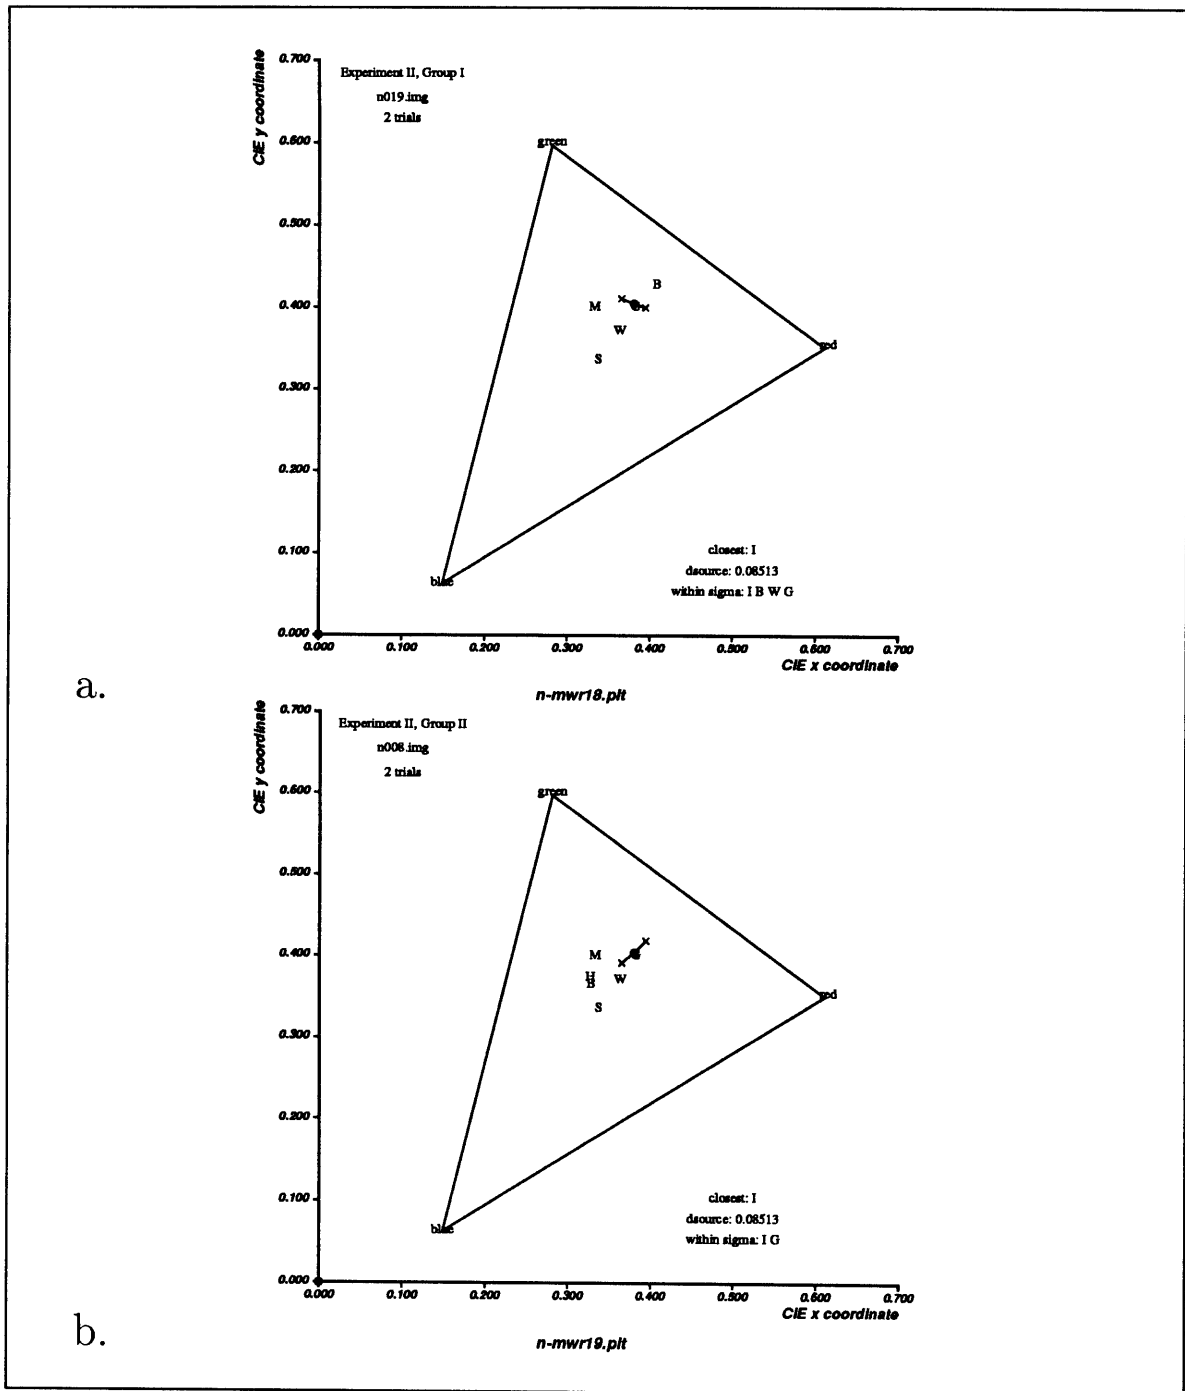 CIE y coordinate
0.700
Experiment II, Group I
n019.img
2 trials
0.600
green
0.500
B
0.400
M
W
red
S
0.300
0.200
0.100
closest: I
dsource: 0.08513
within sigma: I B W G
blue
0.000
0.000 0.100 0.200 0.300 0.400 0.500 0.600 0.700
CIE x coordinate
a.
n-mwr18.plt
CIE y coordinate
0.700
Experiment II, Group II
n008.img
2 trials
0.600
green
0.500
0.400
M
H
W
B
red
S
0.300
0.200
0.100
closest: I
dsource: 0.08513
within sigma: I G
blue
0.000
0.000 0.100 0.200 0.300 0.400 0.500 0.600 0.700
CIE x coordinate
b.
n-mwr19.plt